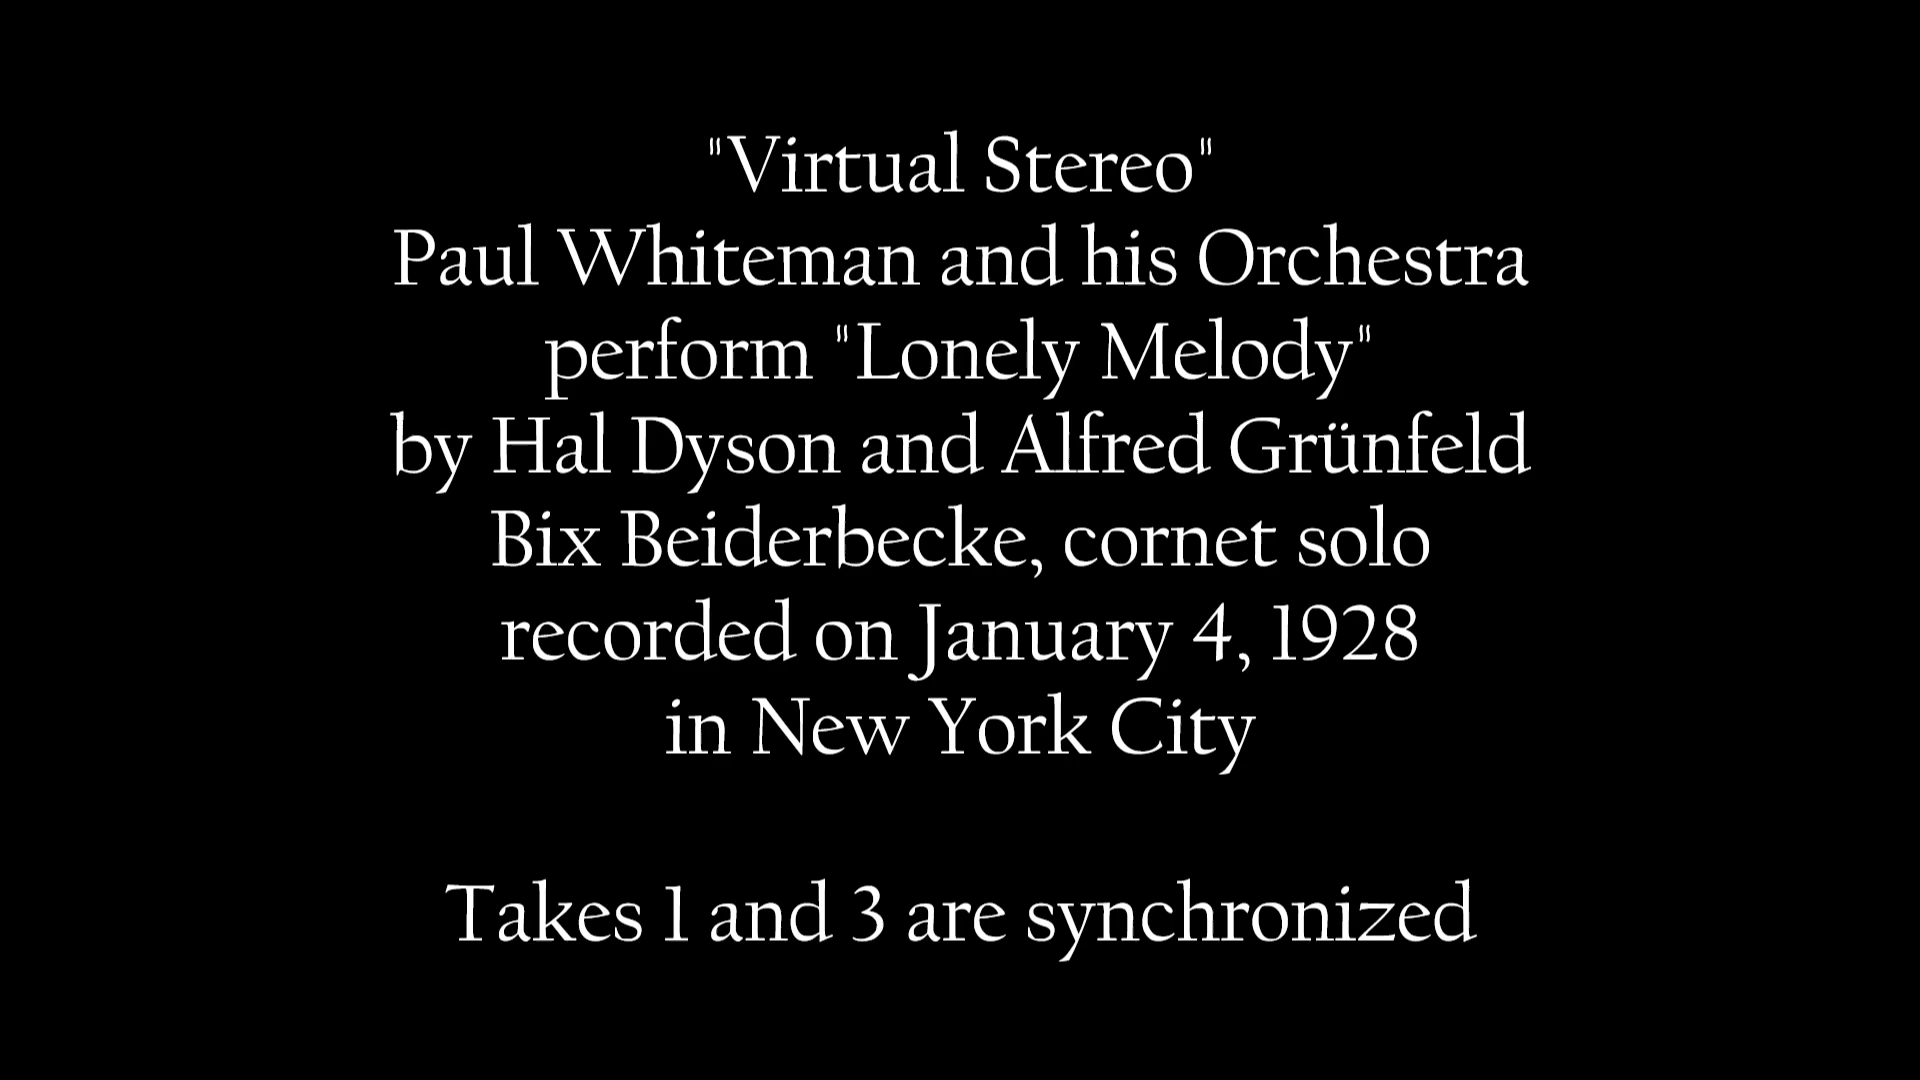 "Virtual Stereo"
Paul Whiteman and his Orchestra
perform "Lonely Melody"
by Hal Dyson and Alfred Grünfeld
Bix Beiderbecke, cornet solo
recorded on January 4, 1928
in New York City
Takes 1 and 3 are synchronized